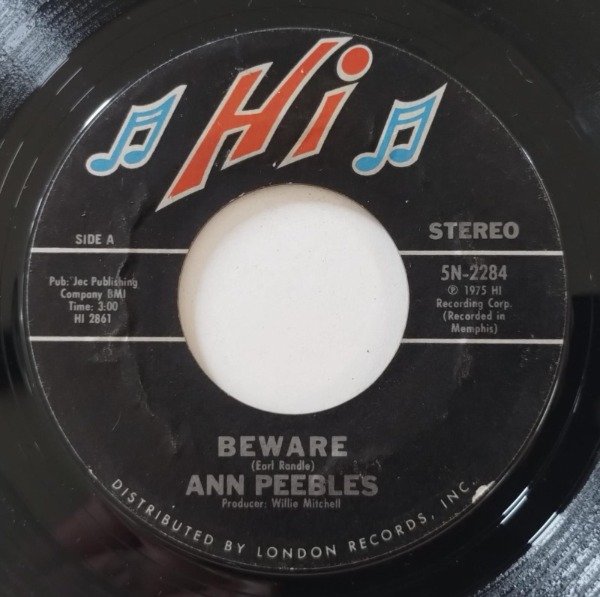 Hi
SIDE A
Pub: Jec Publishing
Company BMI
Time: 3:00
HI 2861
STEREO
5N-2284
℗ 1975 HI
Recording Corp.
(Recorded in
Memphis)
BEWARE
(Earl Randle)
ANN PEEBLES
Producer: Willie Mitchell
DISTRIBUTED BY LONDON RECORDS, INC.